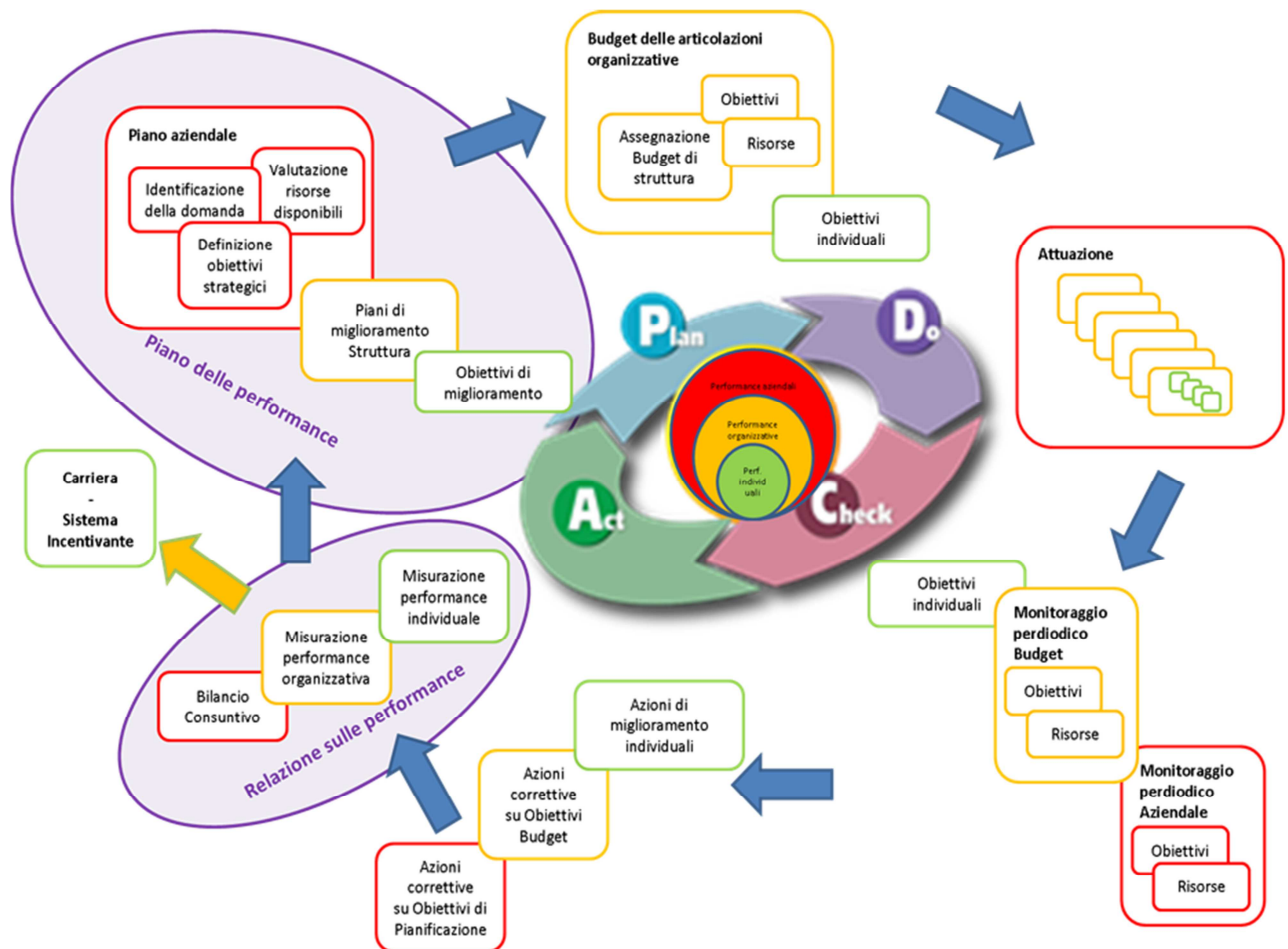 Budget delle articolazioni
organizzative
Obiettivi
Assegnazione
Budget di
struttura
Risorse
Obiettivi
individuali
Piano aziendale
Identificazione
della domanda
Valutazione
risorse
disponibili
Definizione
obiettivi
strategici
Piani di
miglioramento
Struttura
Obiettivi di
miglioramento
Piano delle performance
Attuazione
Plan
Do
Check
Act
Performance aziendali
Performance
organizzative
Perf.
individ
uali
Carriera
-
Sistema
Incentivante
Misurazione
performance
individuale
Misurazione
performance
organizzativa
Bilancio
Consuntivo
Relazione sulle performance
Obiettivi
individuali
Monitoraggio
perdiodico
Budget
Obiettivi
Risorse
Monitoraggio
perdiodico
Aziendale
Obiettivi
Risorse
Azioni di
miglioramento
individuali
Azioni
correttive
su Obiettivi
Budget
Azioni
correttive
su Obiettivi di
Pianificazione